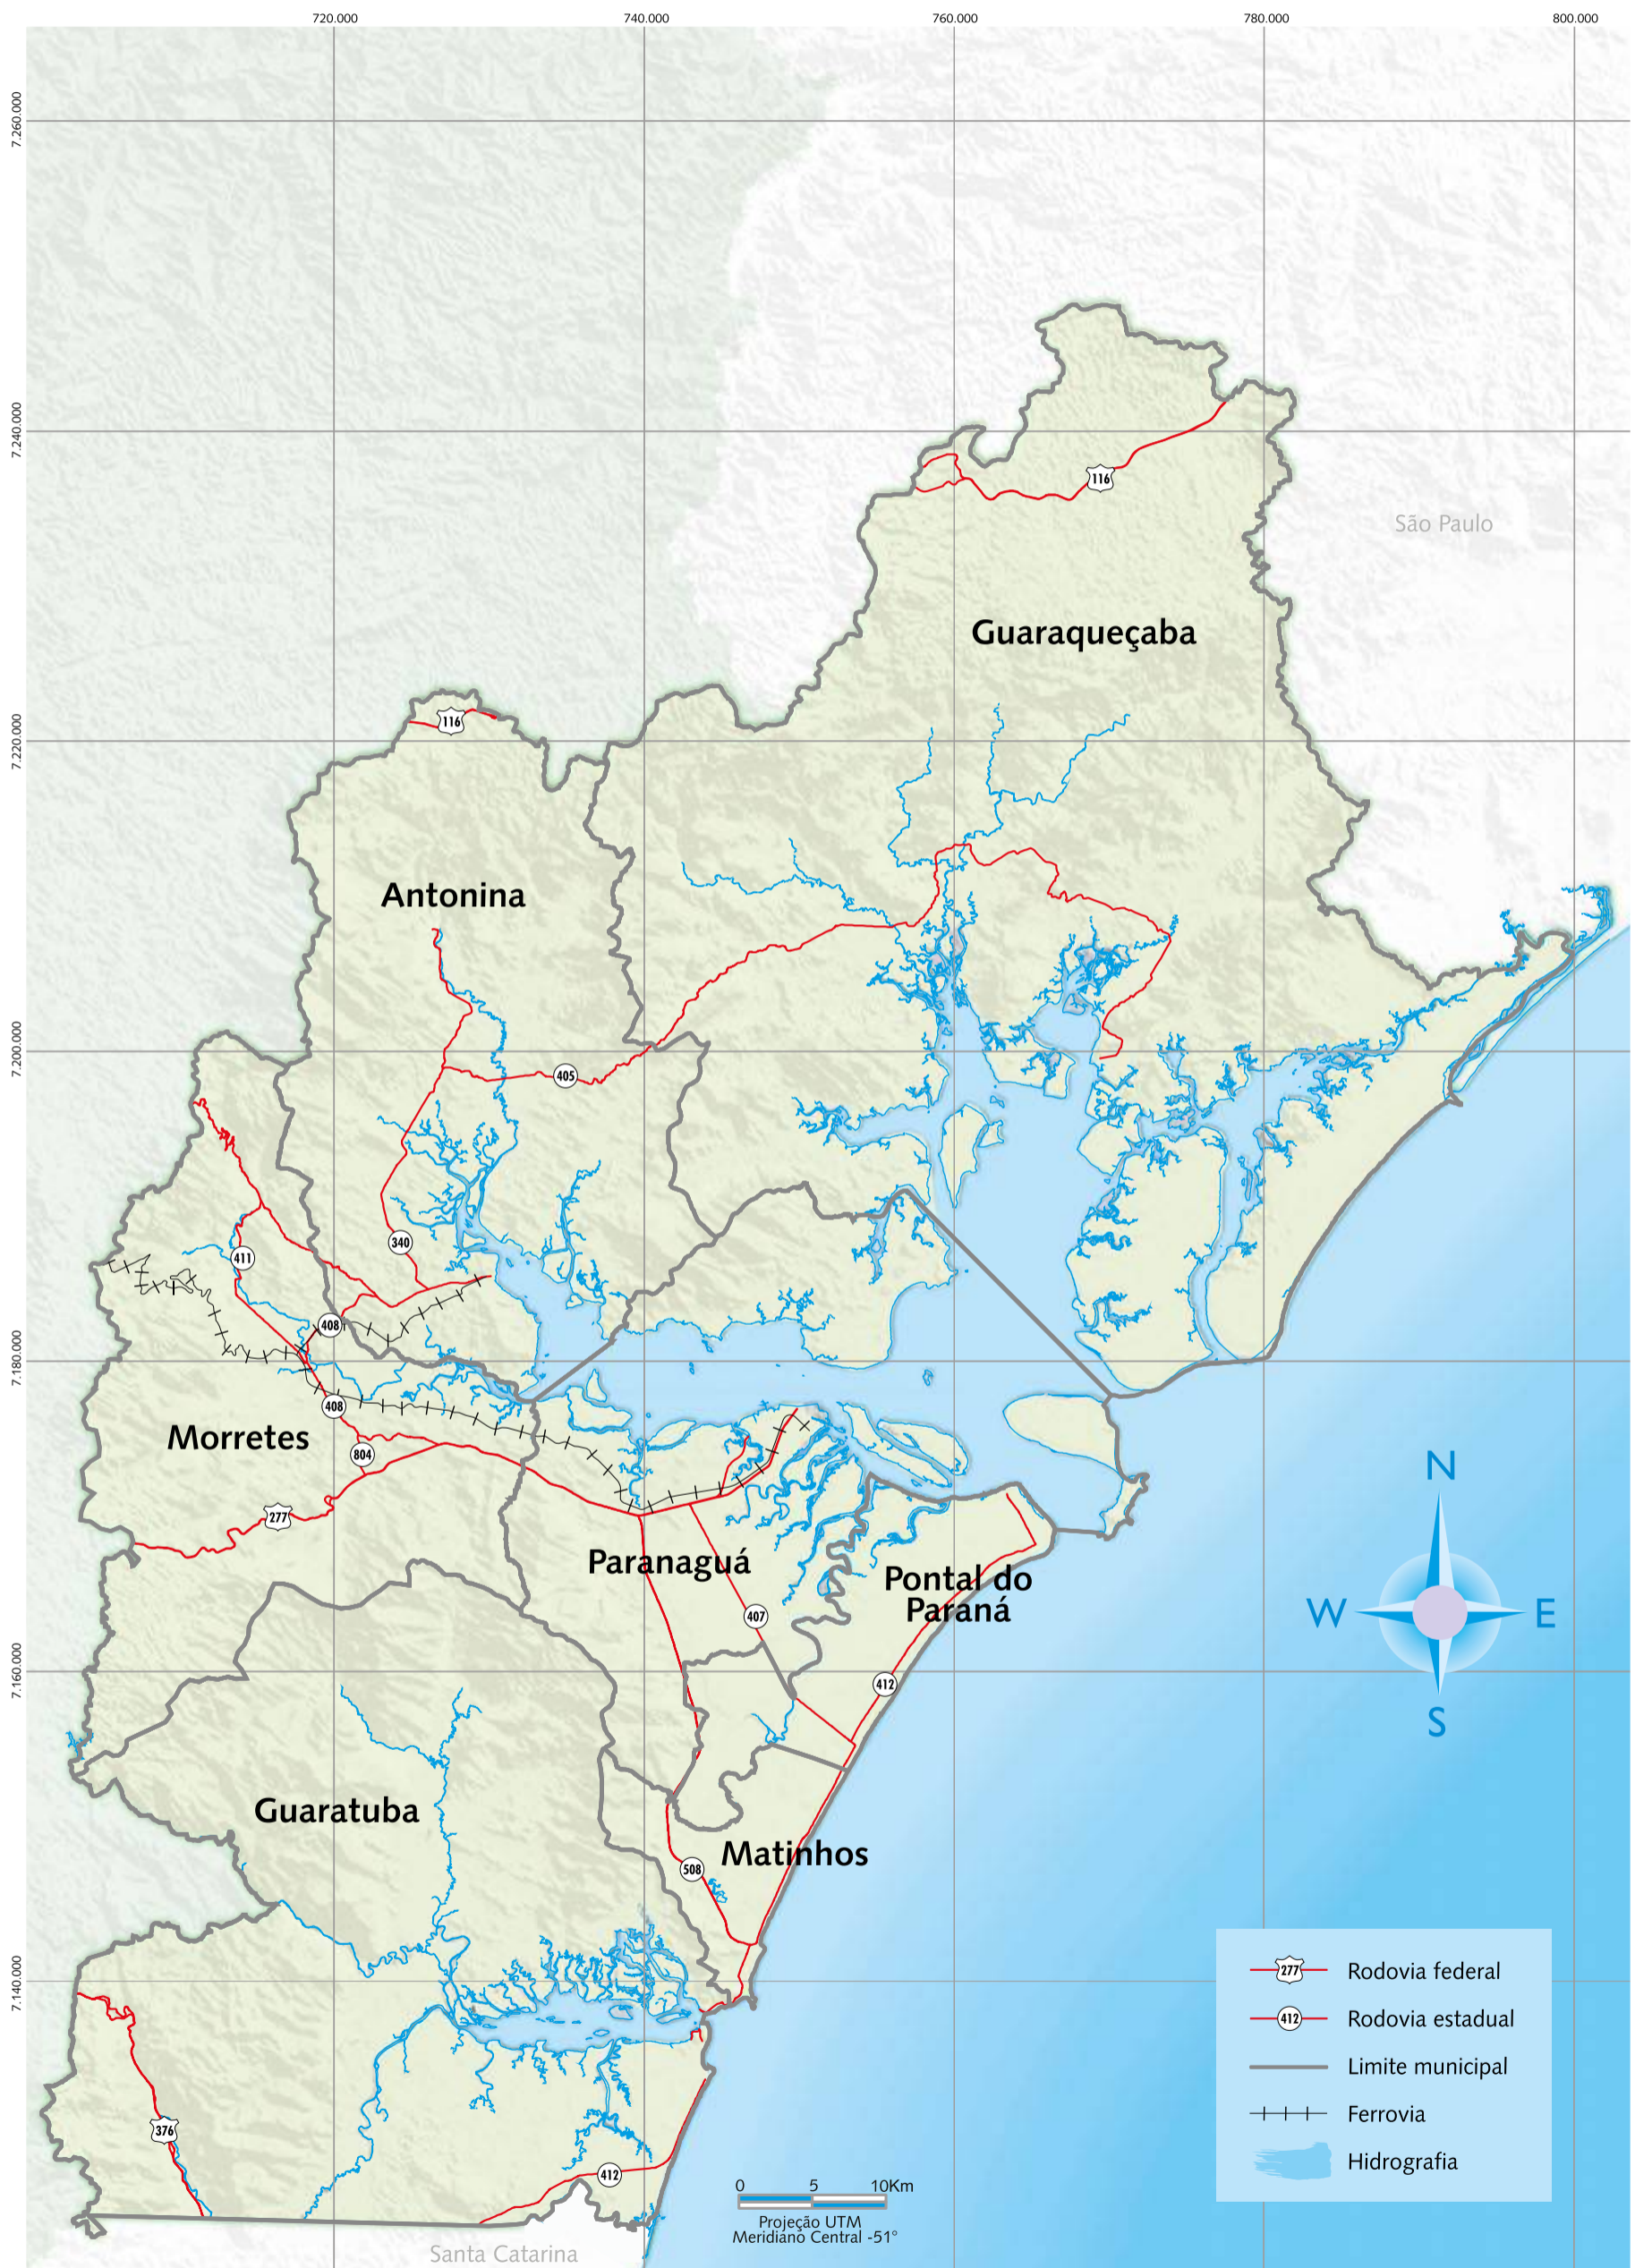 720.000
740.000
760.000
780.000
800.000
7.260.000
7.240.000
116
São Paulo
Guaraqueçaba
116
7.220.000
Antonina
7.200.000
405
340
411
408
7.180.000
408
Morretes
804
277
Paranaguá
Pontal do
Paraná
407
N
W
E
S
7.160.000
412
Guaratuba
Matinhos
508
7.140.000
277
Rodovia federal
412
Rodovia estadual
Limite municipal
Ferrovia
Hidrografia
376
412
0
5
10Km
Projeção UTM
Meridiano Central -51°
Santa Catarina